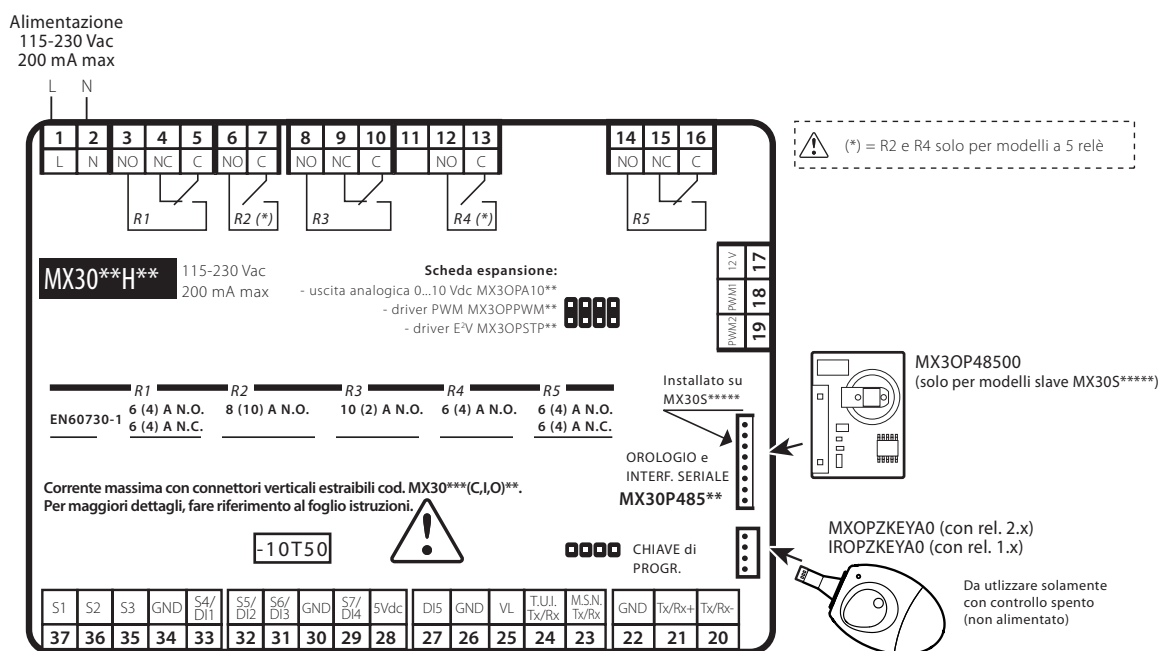 Alimentazione
115-230 Vac
200 mA max
L N
1 2 3 4 5 6 7 8 9 10 11 12 13 14 15 16
L N NO NC C NO C NO NC C NO C NO NC C
R1 R2 (*) R3 R4 (*) R5
(*) = R2 e R4 solo per modelli a 5 relè
MX30**H**
115-230 Vac
200 mA max
Scheda espansione:
- uscita analogica 0...10 Vdc MX3OPA10**
- driver PWM MX3OPPWM**
- driver E²V MX3OPSTP**
12 V 17
PWM1 18
PWM2 19
MX3OP48500
(solo per modelli slave MX30S*****)
R1 R2 R3 R4 R5
EN60730-1
6 (4) A N.O. 8 (10) A N.O. 10 (2) A N.O. 6 (4) A N.O. 6 (4) A N.O.
6 (4) A N.C. 6 (4) A N.C.
Installato su
MX30S*****
OROLOGIO e
INTERF. SERIALE
MX30P485**
Corrente massima con connettori verticali estraibili cod. MX30***(C,I,O)**.
Per maggiori dettagli, fare riferimento al foglio istruzioni.
!
-10T50
CHIAVE di
PROGR.
MXOPZKEYA0 (con rel. 2.x)
IROPZKEYA0 (con rel. 1.x)
Da utlizzare solamente
con controllo spento
(non alimentato)
S1 S2 S3 GND S4/DI1 S5/DI2 S6/DI3 GND S7/DI4 5Vdc DI5 GND VL T.U.I. Tx/Rx M.S.N. Tx/Rx GND Tx/Rx+ Tx/Rx-
37 36 35 34 33 32 31 30 29 28 27 26 25 24 23 22 21 20